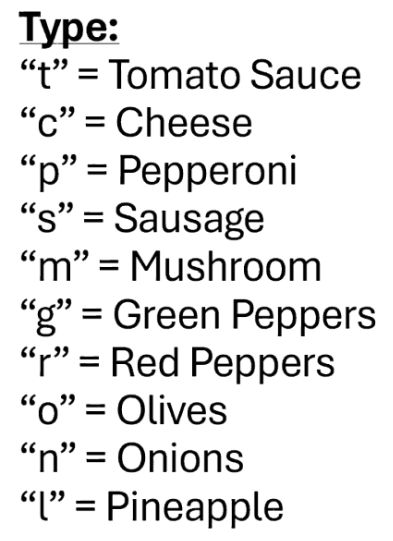 Type:
“t” = Tomato Sauce
“c” = Cheese
“p” = Pepperoni
“s” = Sausage
“m” = Mushroom
“g” = Green Peppers
“r” = Red Peppers
“o” = Olives
“n” = Onions
“l” = Pineapple